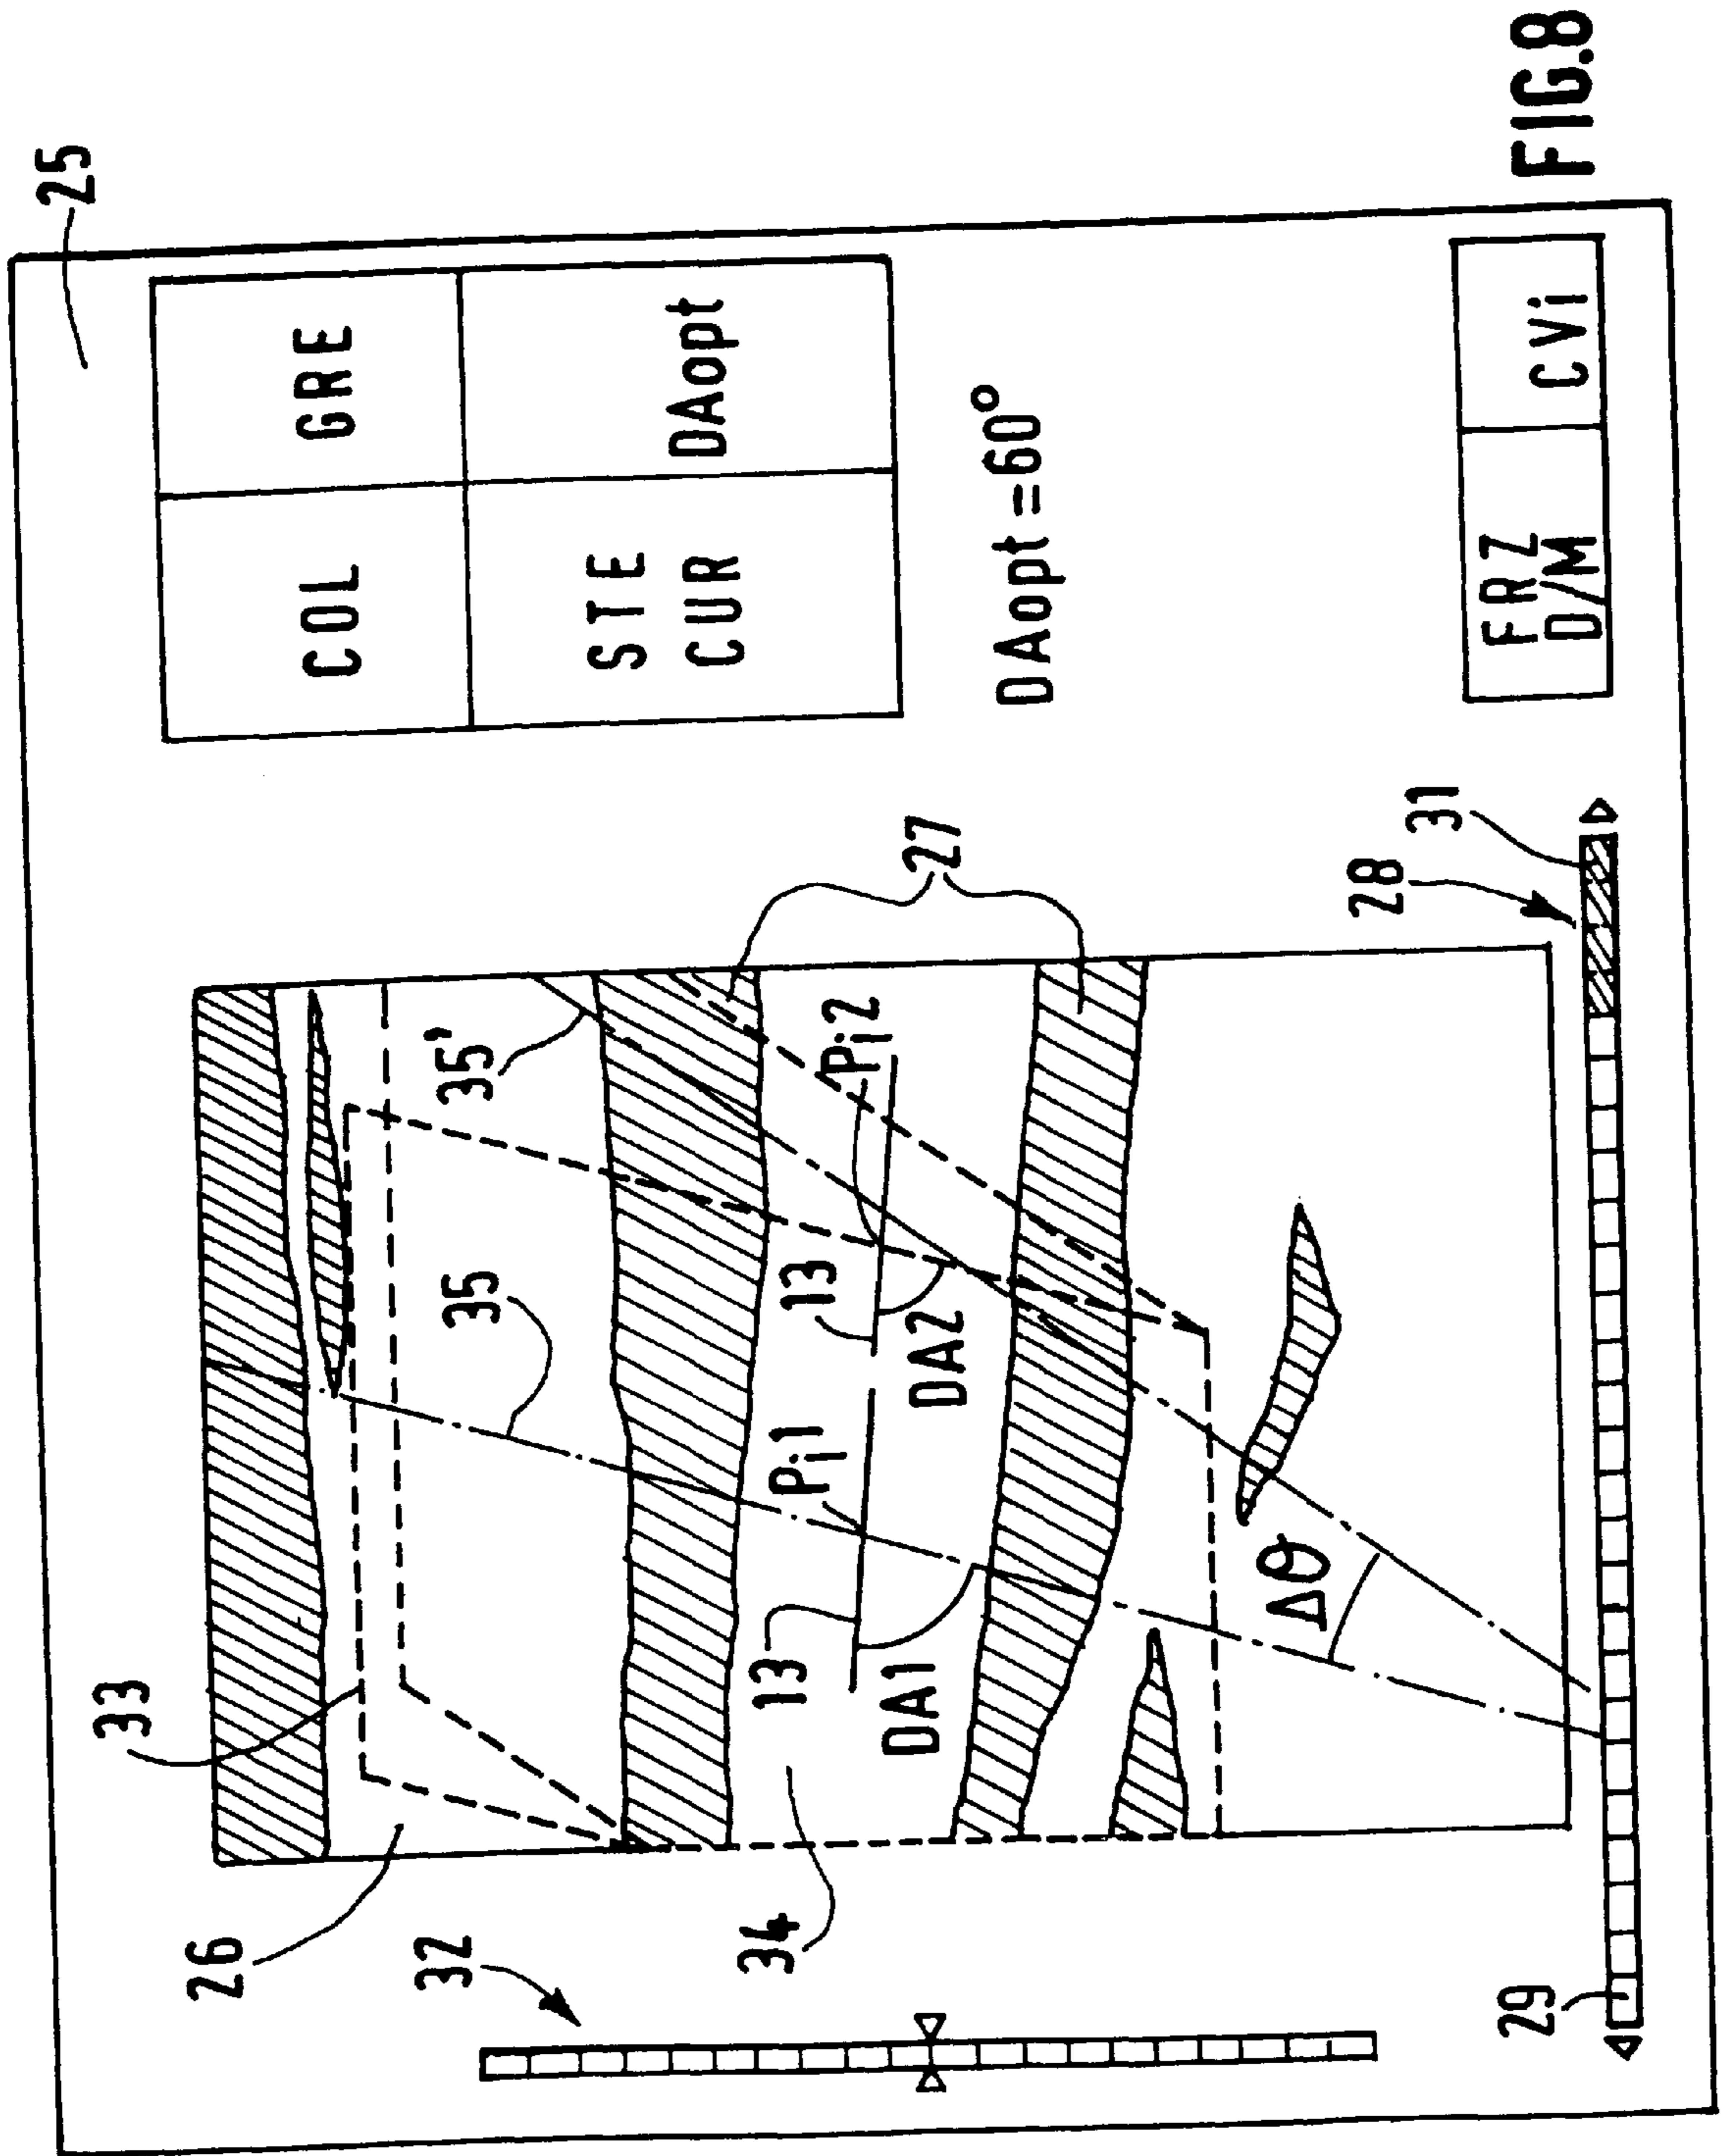 FIG.8
25
COL
GRE
STE
CUR
DAopt
DAopt=60°
FRZ
D/M
CVi
33
26
32
34
35
35'
27
13
Pi1
13
Pi2
DA1
DA2
Δθ
28
31
29